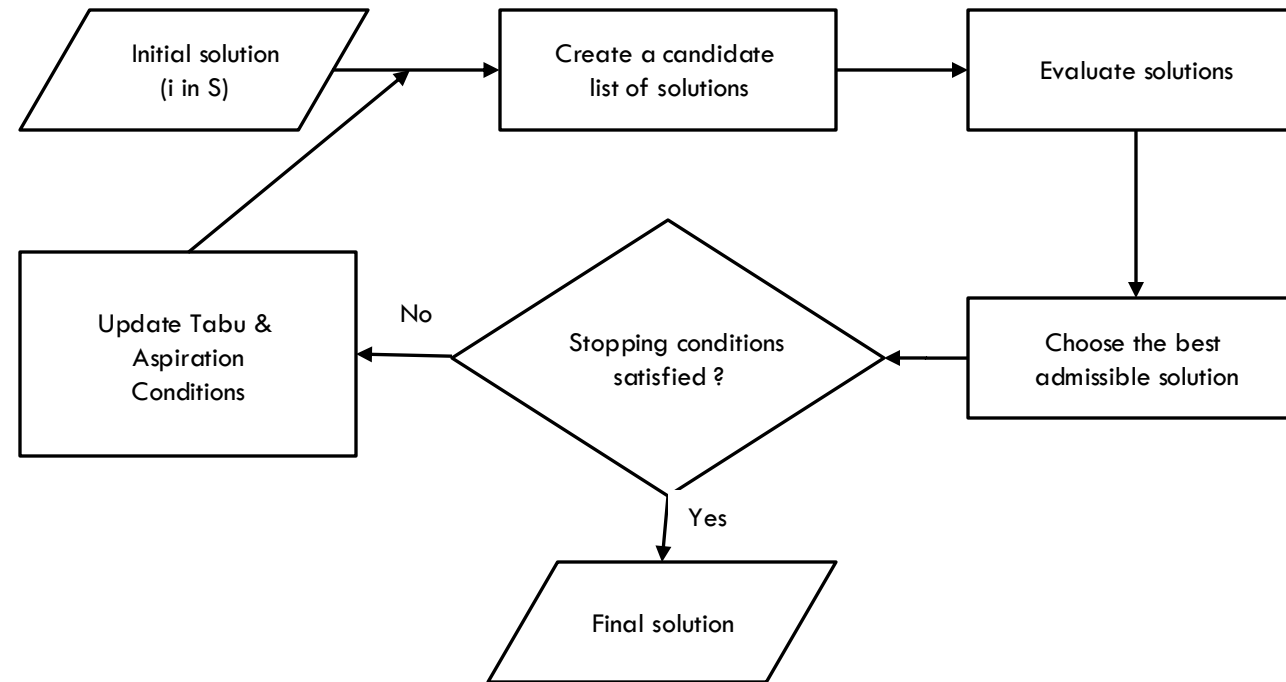 Initial solution
(i in S)
Create a candidate
list of solutions
Evaluate solutions
Update Tabu &
Aspiration
Conditions
No
Stopping conditions
satisfied ?
Choose the best
admissible solution
Yes
Final solution